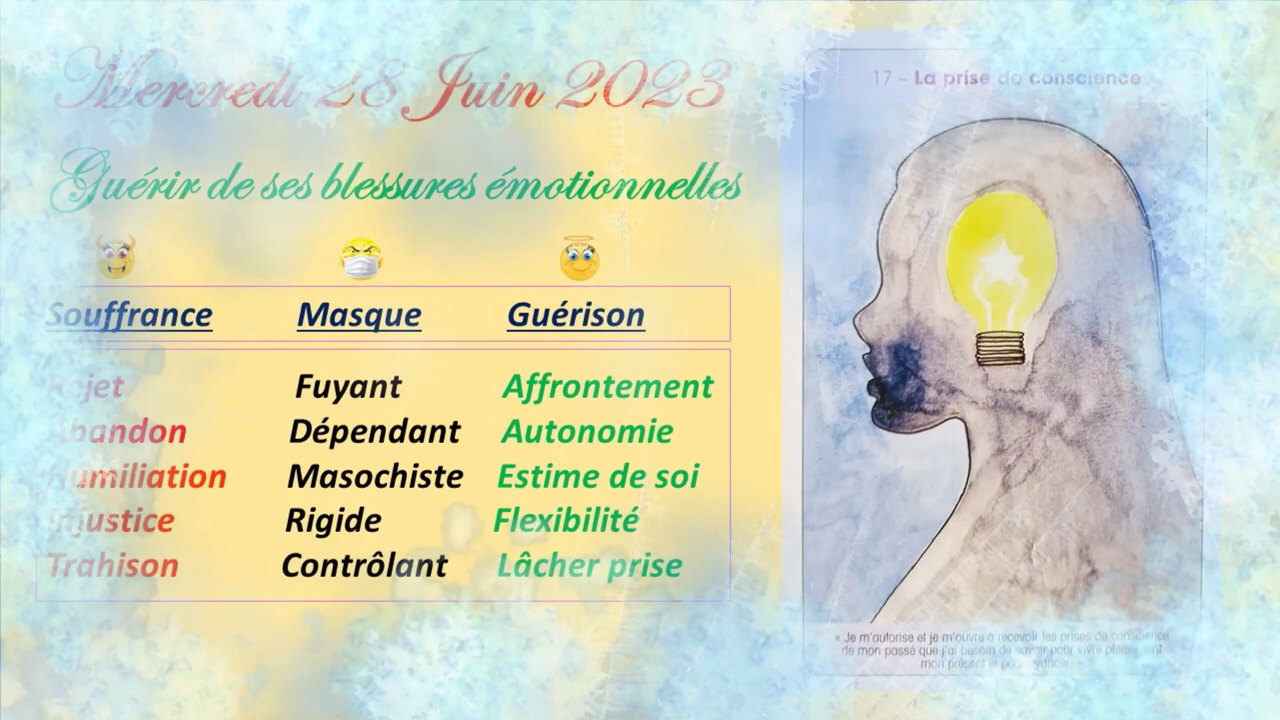 Mercredi 28 Juin 2023
Guérir de ses blessures émotionnelles
Souffrance Masque Guérison
Rejet Fuyant Affrontement
Abandon Dépendant Autonomie
Humiliation Masochiste Estime de soi
Injustice Rigide Flexibilité
Trahison Contrôlant Lâcher prise
17 - La prise de conscience
« Je m'autorise et je m'ouvre à recevoir les prises de conscience
de mon passé que j'ai besoin de savoir pour vivre pleinement
mon présent et pour avancer. »